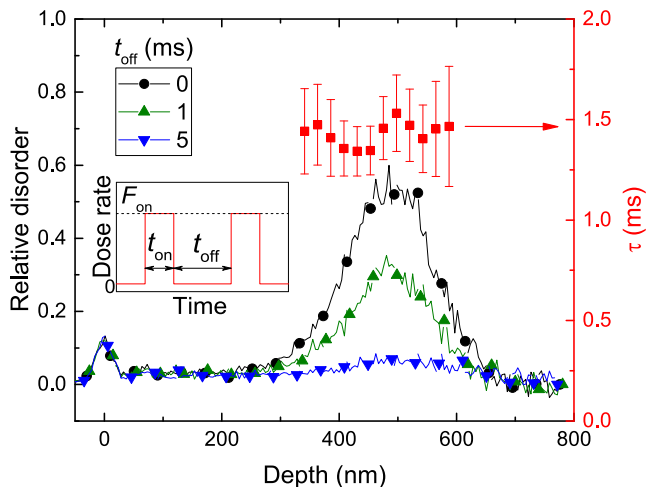 t_off (ms)
0
1
5
1.0
0.8
0.6
0.4
0.2
0.0
Relative disorder
F_on
t_on
t_off
0
Dose rate
Time
2.0
1.5
1.0
0.5
0.0
τ (ms)
0 200 400 600 800
Depth (nm)